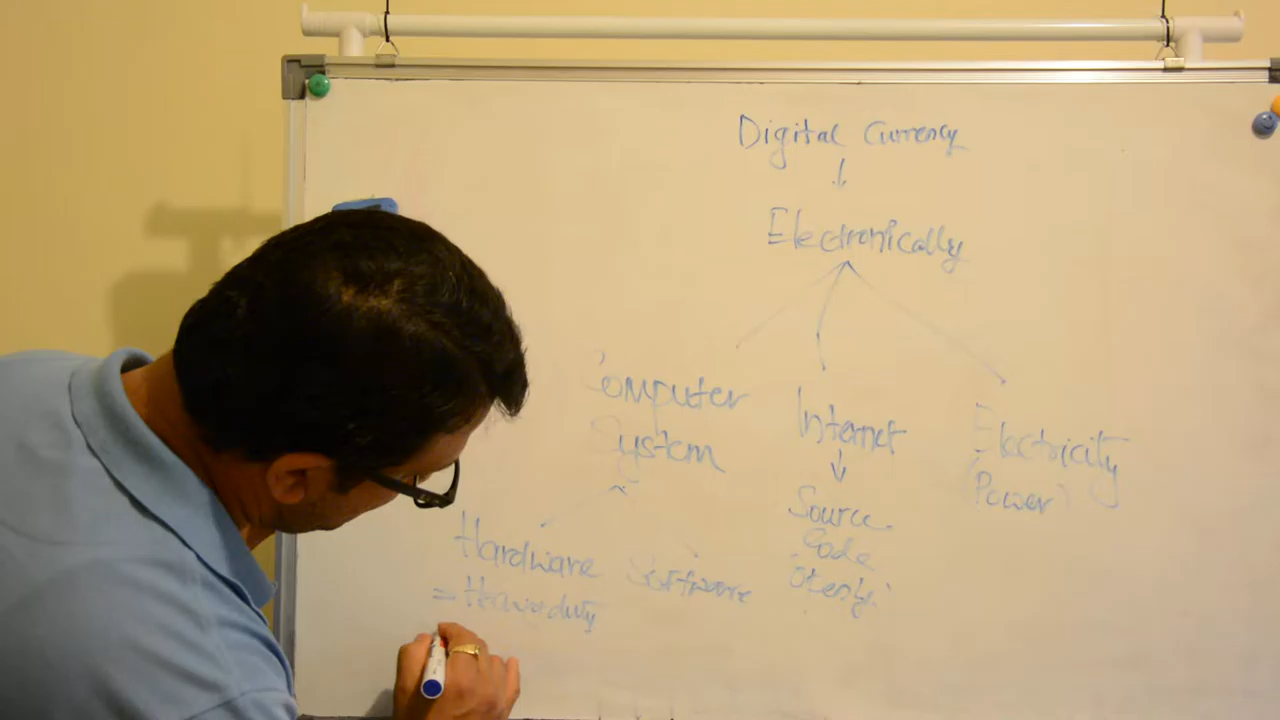 Digital Currency
Electronically
Computer
System
Internet
Electricity
(Power)
Source
Code
Hardware
Software
= Heavy duty